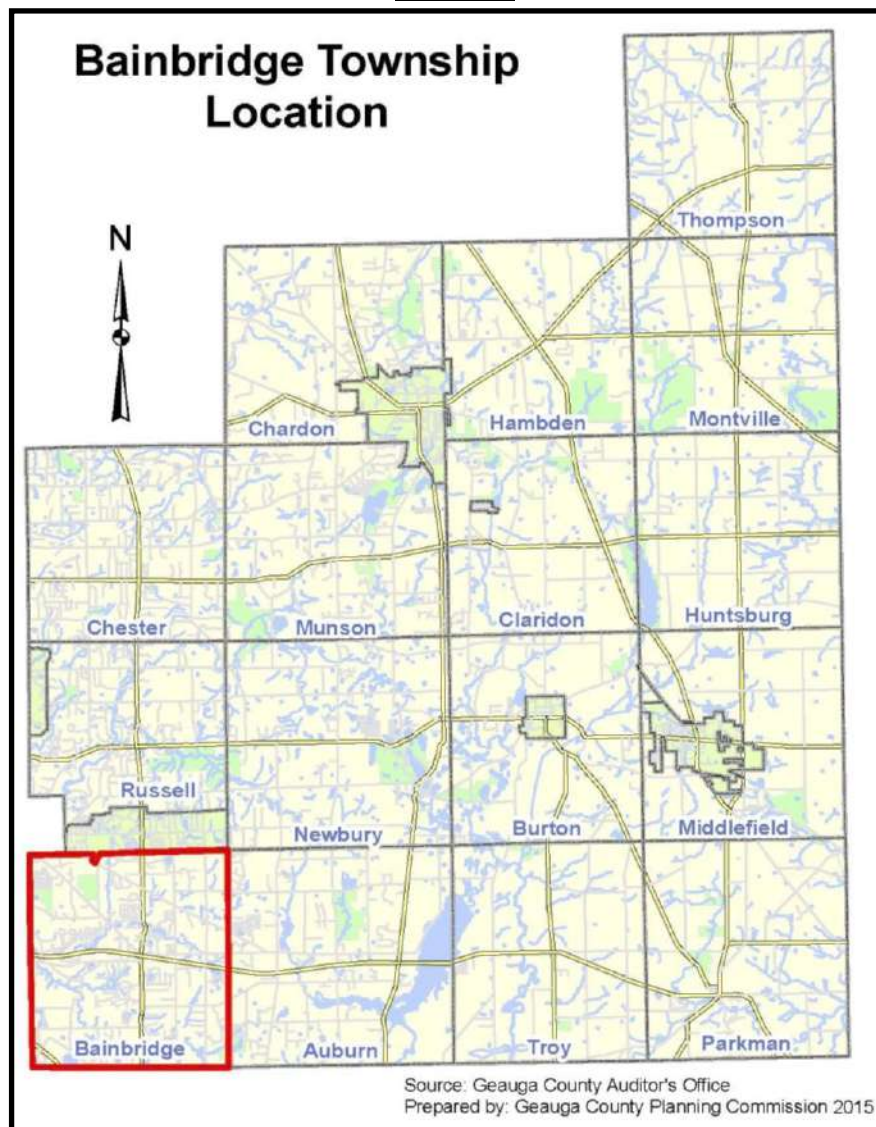 Bainbridge Township
Location
N
Thompson
Chardon
Hambden
Montville
Chester
Munson
Claridon
Huntsburg
Russell
Newbury
Burton
Middlefield
Bainbridge
Auburn
Troy
Parkman
Source: Geauga County Auditor's Office
Prepared by: Geauga County Planning Commission 2015